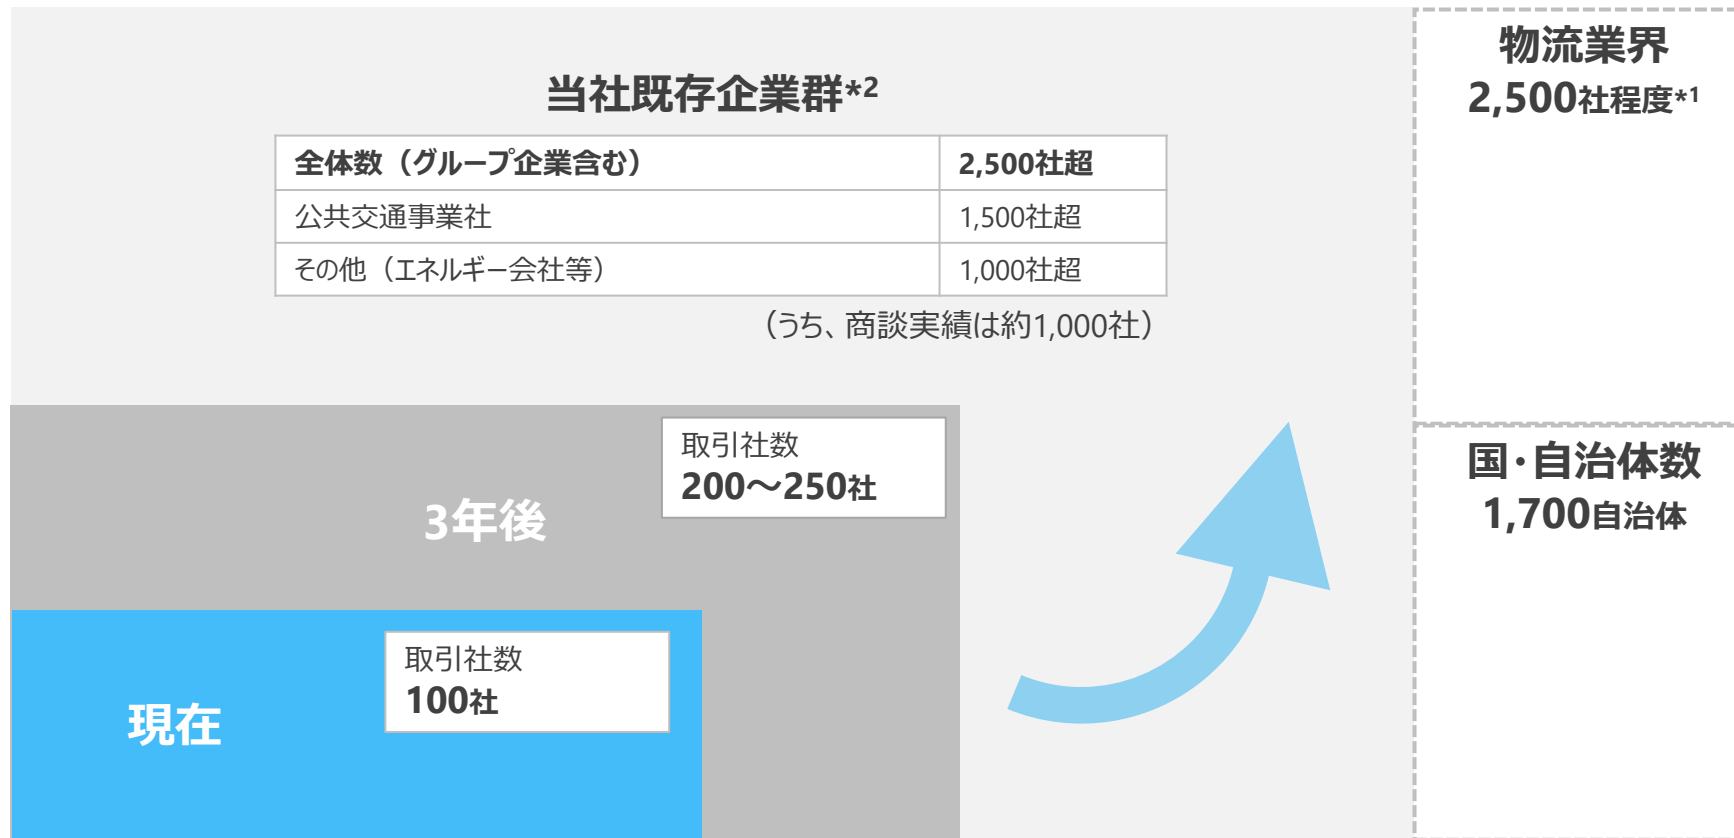 当社既存企業群*2
全体数（グループ企業含む） 2,500社超
公共交通事業社 1,500社超
その他（エネルギー会社等） 1,000社超
（うち、商談実績は約1,000社）
物流業界
2,500社程度*1
国・自治体数
1,700自治体
3年後
取引社数
200～250社
現在
取引社数
100社